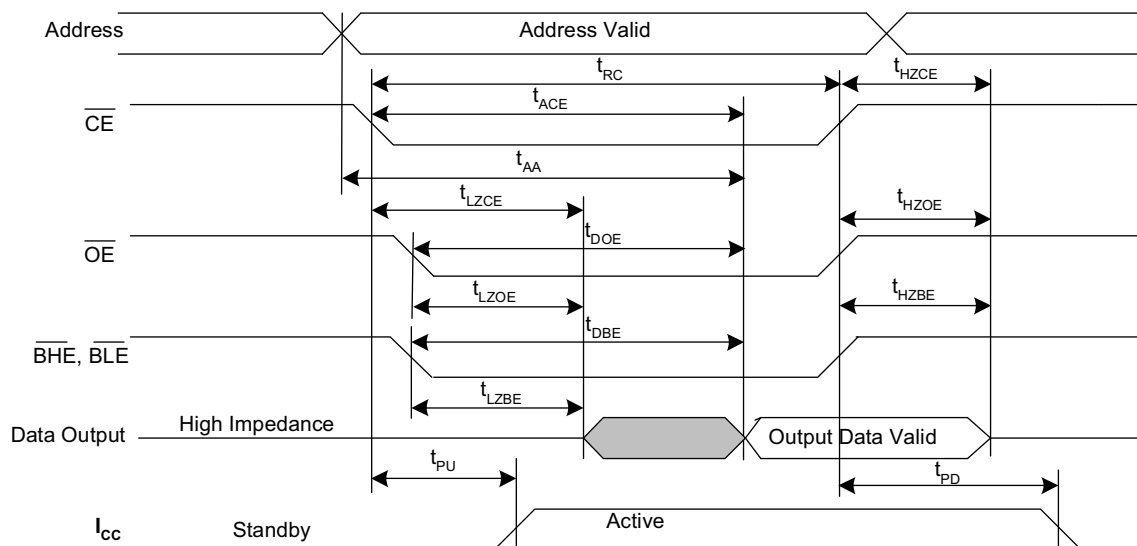 Address
Address Valid
tRC
tHZCE
tACE
CE
tAA
tLZCE
tHZOE
tDOE
OE
tLZOE
tHZBE
tDBE
BHE, BLE
tLZBE
Data Output
High Impedance
Output Data Valid
tPU
tPD
ICC
Standby
Active